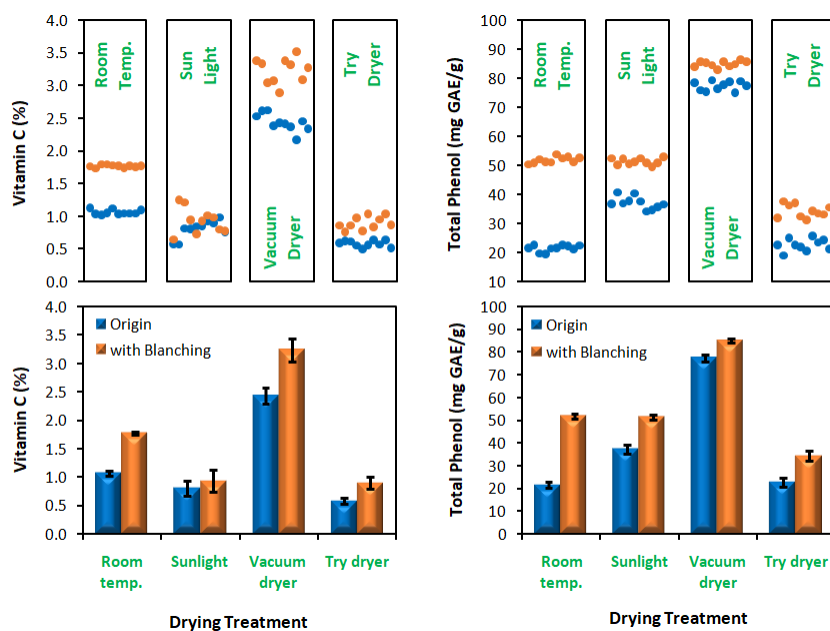 4.0
3.5
3.0
2.5
2.0
1.5
1.0
0.5
0.0
Vitamin C (%)
Room
Temp.
Sun
Light
Vacuum
Dryer
Try
Dryer
100
90
80
70
60
50
40
30
20
10
Total Phenol (mg GAE/g)
Room
Temp.
Sun
Light
Vacuum
Dryer
Try
Dryer
4.0
3.5
3.0
2.5
2.0
1.5
1.0
0.5
0.0
Vitamin C (%)
Origin
with Blanching
Room
temp.
Sunlight
Vacuum
dryer
Try dryer
Drying Treatment
100
90
80
70
60
50
40
30
20
10
0
Total Phenol (mg GAE/g)
Origin
with Blanching
Room
temp.
Sunlight
Vacuum
dryer
Try dryer
Drying Treatment